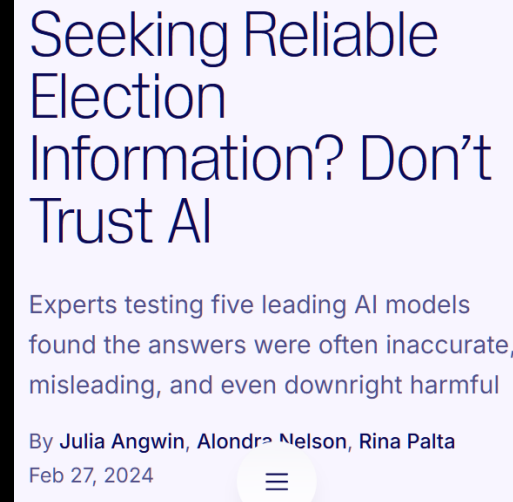 Seeking Reliable
Election
Information? Don’t
Trust AI
Experts testing five leading AI models
found the answers were often inaccurate,
misleading, and even downright harmful
By Julia Angwin, Alondra Nelson, Rina Palta
Feb 27, 2024